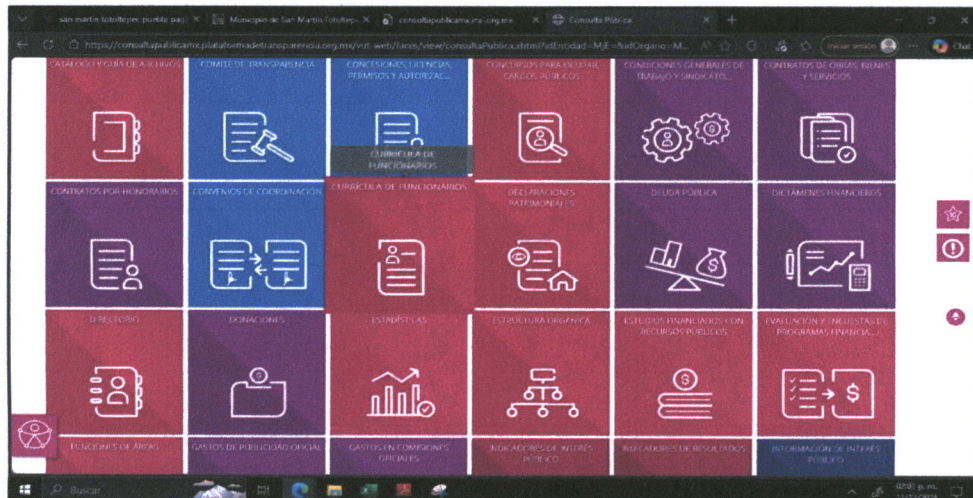 san martin totoltepec puebla pag
Municipio de San Martín Totoltepe
Consulta Pública
CATÁLOGO Y GUÍA DE ARCHIVOS
COMITÉ DE TRANSPARENCIA
CONCESIONES, LICENCIAS,
PERMISOS Y AUTORIZAC...
CONCURSOS PARA OCUPAR
CARGOS PÚBLICOS
CONDICIONES GENERALES DE
TRABAJO Y SINDICATO...
CONTRATOS DE OBRAS, BIENES
Y SERVICIOS
CURRÍCULA DE
FUNCIONARIOS
CONTRATOS POR HONORARIOS
CONVENIOS DE COORDINACIÓN
CURRÍCULA DE FUNCIONARIOS
DECLARACIONES
PATRIMONIALES
DEUDA PÚBLICA
DICTÁMENES FINANCIEROS
DIRECTORIO
DONACIONES
ESTADÍSTICAS
ESTRUCTURA ORGÁNICA
ESTUDIOS FINANCIADOS CON
RECURSOS PÚBLICOS
EVALUACIÓN Y ENCUESTAS DE
PROGRAMAS FINANCIA...
FUNCIONES DE ÁREAS
GASTOS DE PUBLICIDAD OFICIAL
GASTOS EN COMISIONES
OFICIALES
INDICADORES DE INTERÉS
PÚBLICO
INDICADORES DE RESULTADOS
INFORMACIÓN DE INTERÉS
PÚBLICO
Buscar